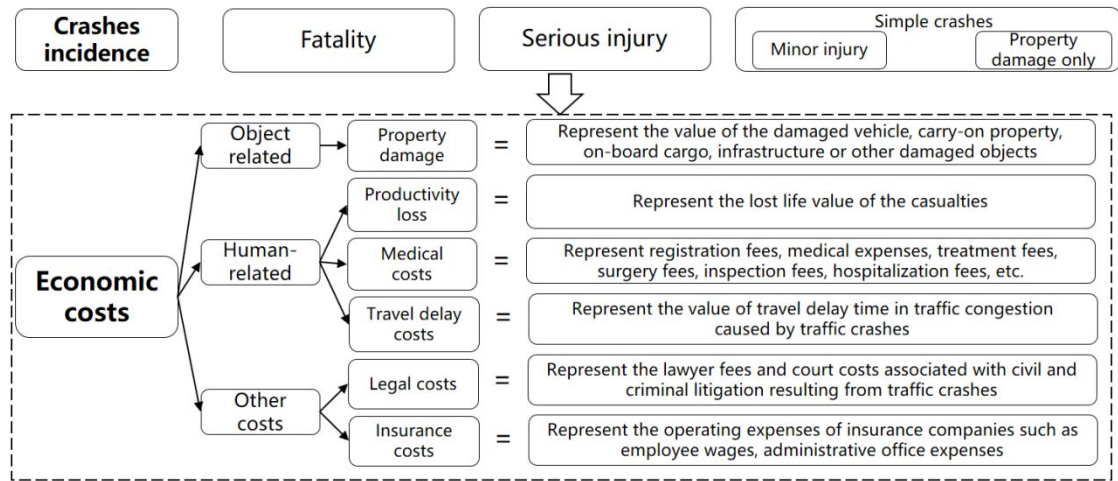 Crashes
incidence
Fatality
Serious injury
Simple crashes
Minor injury
Property
damage only
Economic
costs
Object
related
Property
damage
=
Represent the value of the damaged vehicle, carry-on property,
on-board cargo, infrastructure or other damaged objects
Human-
related
Productivity
loss
=
Represent the lost life value of the casualties
Medical
costs
=
Represent registration fees, medical expenses, treatment fees,
surgery fees, inspection fees, hospitalization fees, etc.
Travel delay
costs
=
Represent the value of travel delay time in traffic congestion
caused by traffic crashes
Other
costs
Legal costs
=
Represent the lawyer fees and court costs associated with civil and
criminal litigation resulting from traffic crashes
Insurance
costs
=
Represent the operating expenses of insurance companies such as
employee wages, administrative office expenses